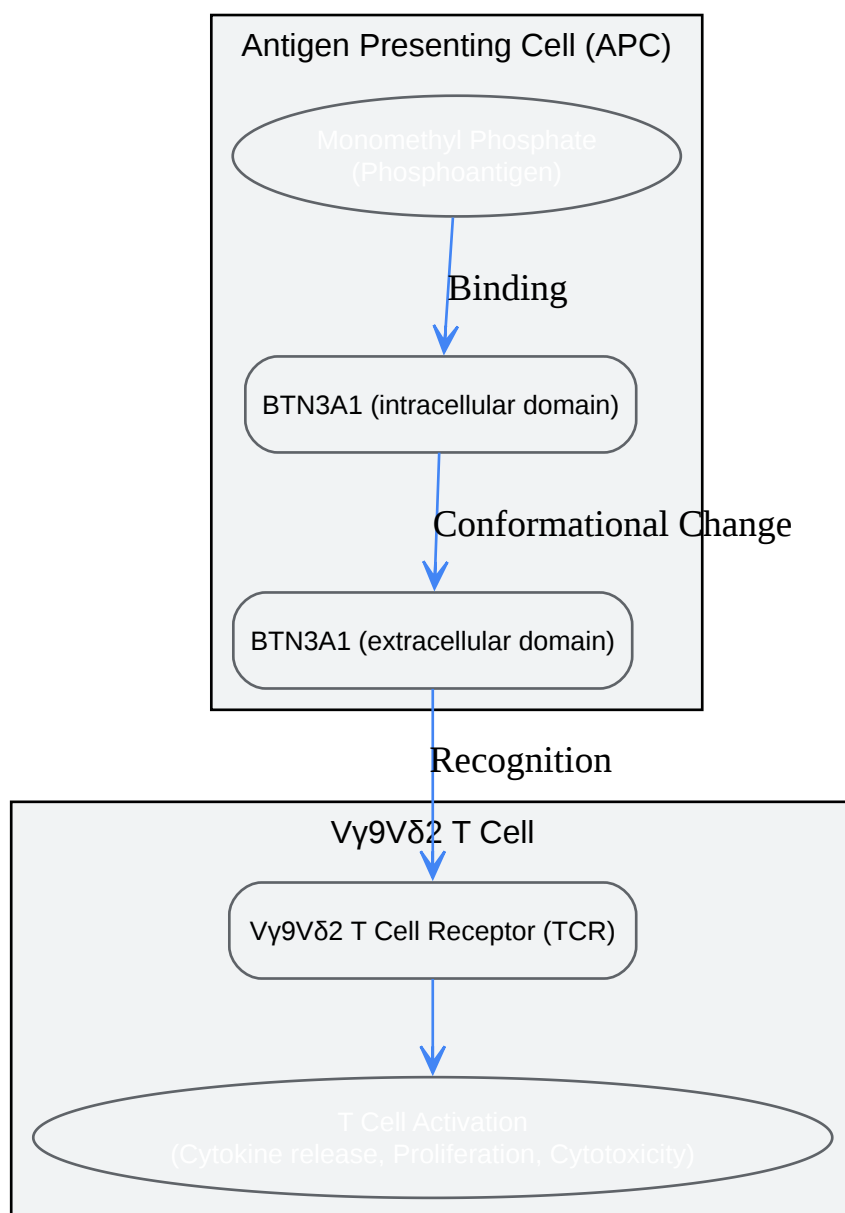 Antigen Presenting Cell (APC)
Monomethyl Phosphate
(Phosphoantigen)
Binding
BTN3A1 (intracellular domain)
Conformational Change
BTN3A1 (extracellular domain)
Recognition
Vγ9Vδ2 T Cell
Vγ9Vδ2 T Cell Receptor (TCR)
T Cell Activation
(Cytokine release, Proliferation, Cytotoxicity)